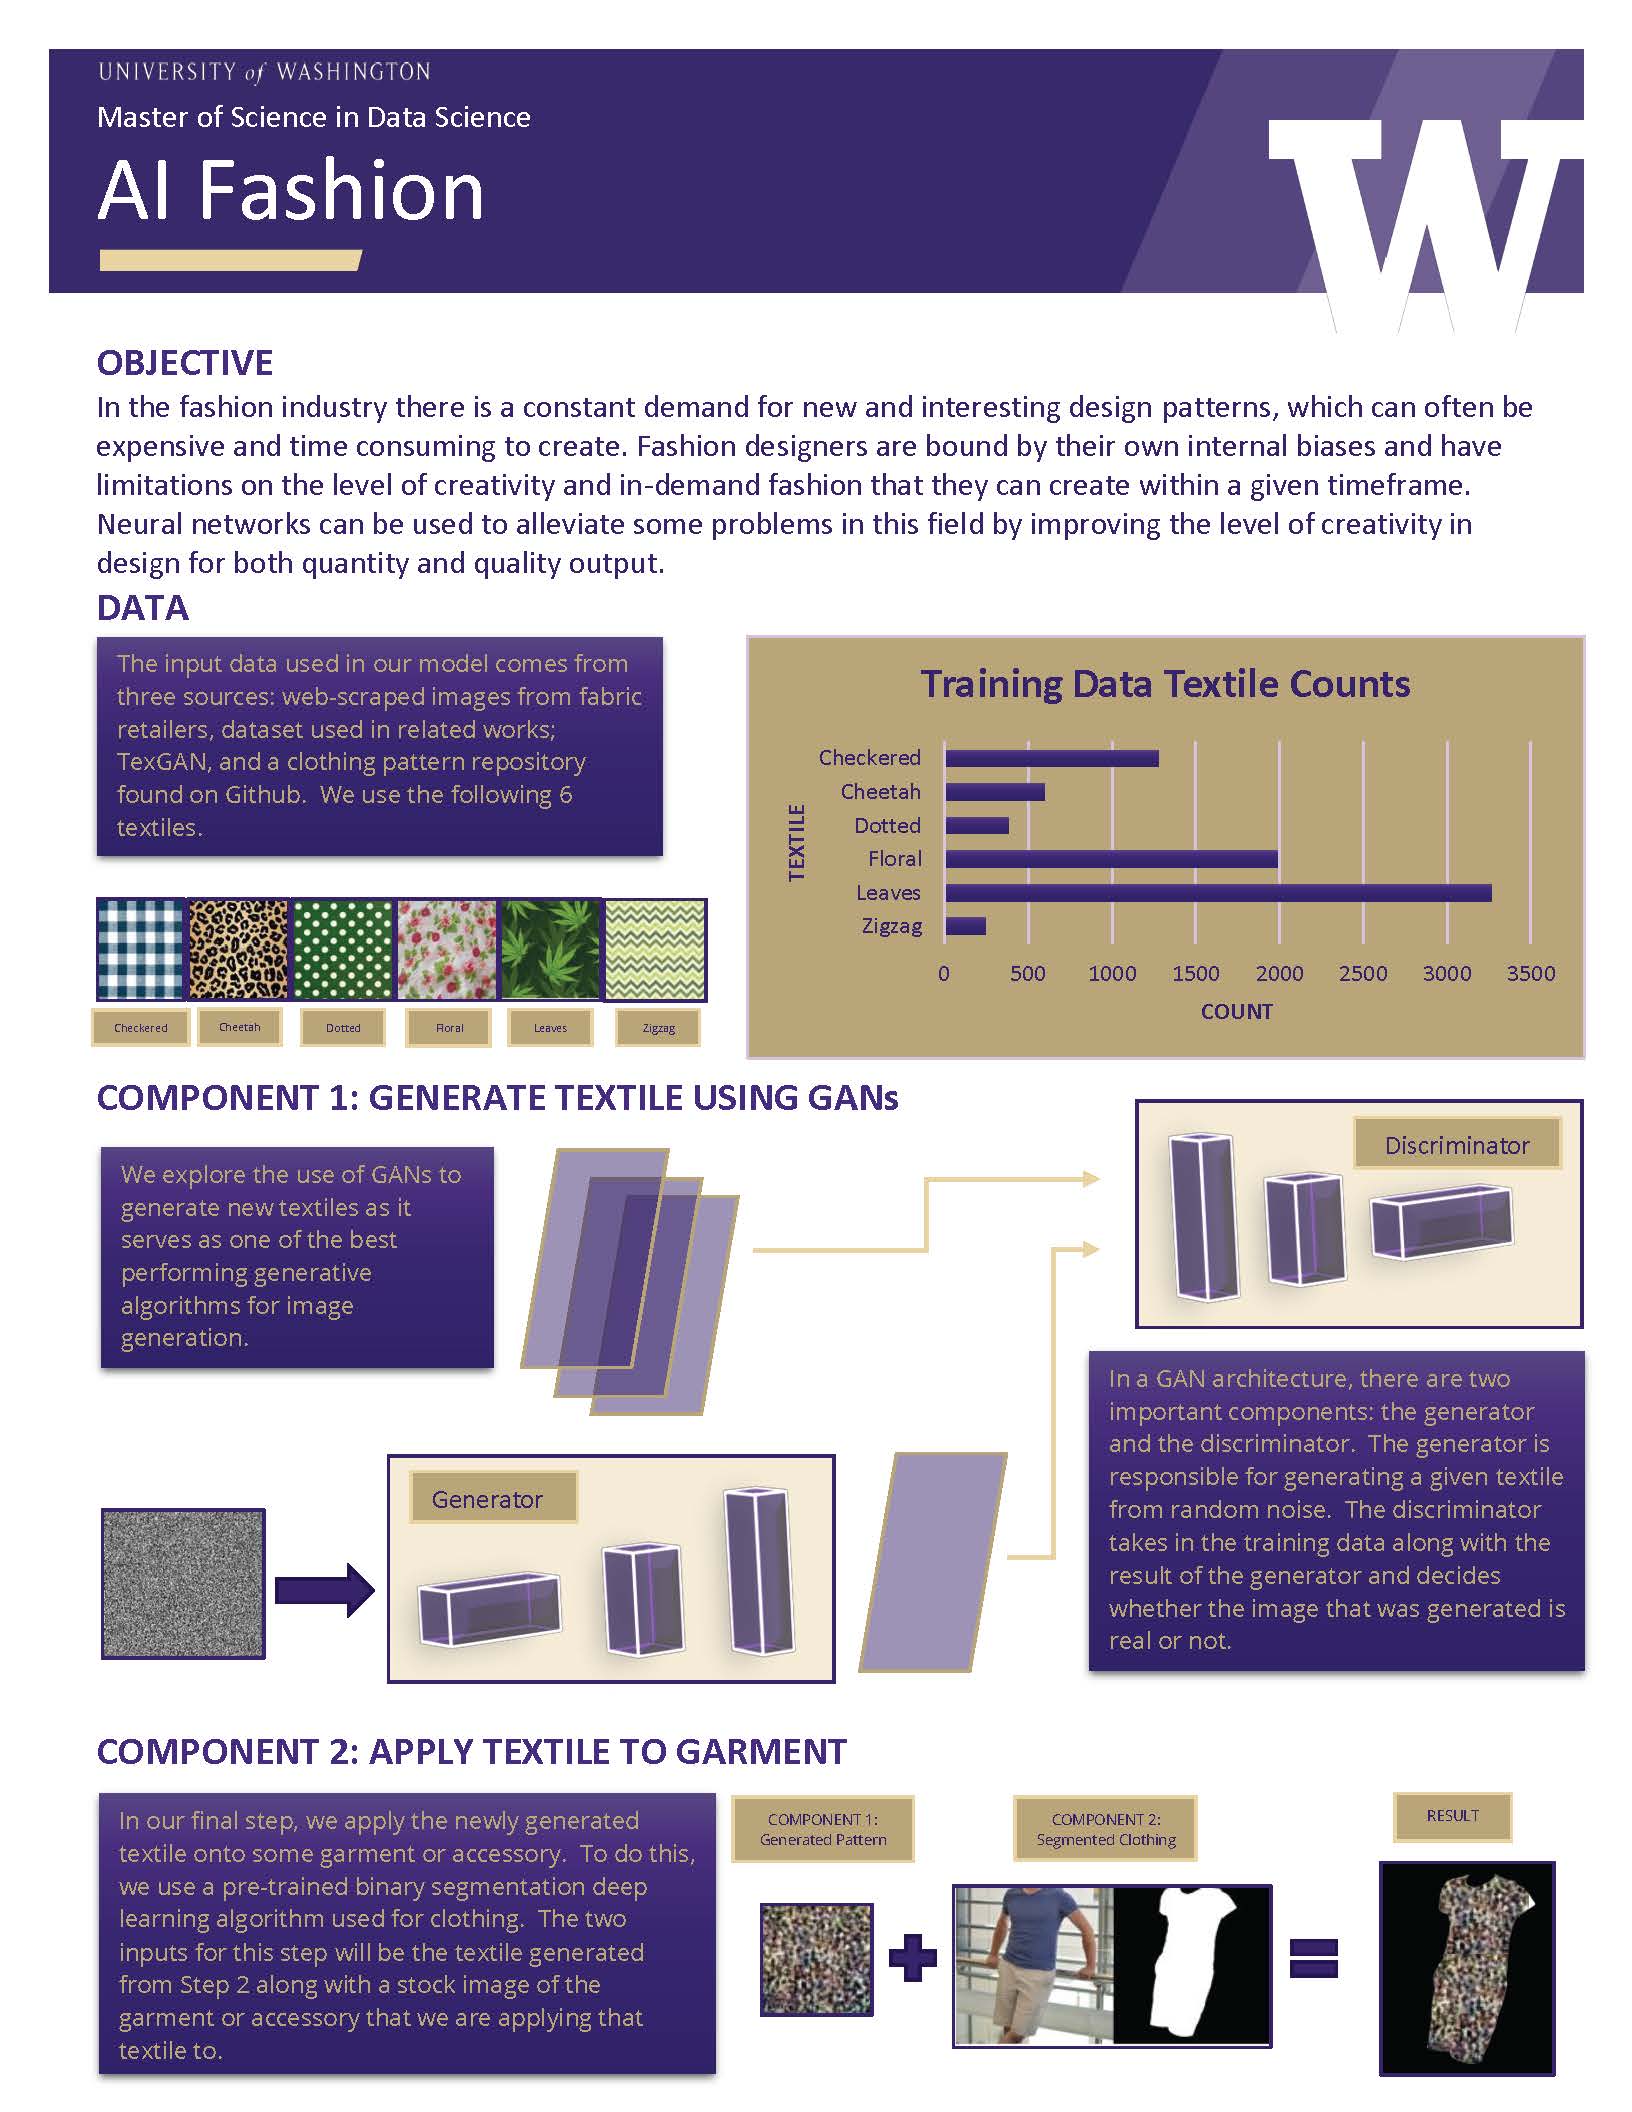 UNIVERSITY of WASHINGTON
Master of Science in Data Science
AI Fashion
OBJECTIVE
In the fashion industry there is a constant demand for new and interesting design patterns, which can often be
expensive and time consuming to create. Fashion designers are bound by their own internal biases and have
limitations on the level of creativity and in-demand fashion that they can create within a given timeframe.
Neural networks can be used to alleviate some problems in this field by improving the level of creativity in
design for both quantity and quality output.
DATA
The input data used in our model comes from
three sources: web-scraped images from fabric
retailers, dataset used in related works;
TexGAN, and a clothing pattern repository
found on Github.  We use the following 6
textiles.
Checkered
Cheetah
Dotted
Floral
Leaves
Zigzag
Training Data Textile Counts
TEXTILE
Checkered
Cheetah
Dotted
Floral
Leaves
Zigzag
0 500 1000 1500 2000 2500 3000 3500
COUNT
COMPONENT 1: GENERATE TEXTILE USING GANs
We explore the use of GANs to
generate new textiles as it
serves as one of the best
performing generative
algorithms for image
generation.
Discriminator
Generator
In a GAN architecture, there are two
important components: the generator
and the discriminator.  The generator is
responsible for generating a given textile
from random noise.  The discriminator
takes in the training data along with the
result of the generator and decides
whether the image that was generated is
real or not.
COMPONENT 2: APPLY TEXTILE TO GARMENT
In our final step, we apply the newly generated
textile onto some garment or accessory.  To do this,
we use a pre-trained binary segmentation deep
learning algorithm used for clothing.  The two
inputs for this step will be the textile generated
from Step 2 along with a stock image of the
garment or accessory that we are applying that
textile to.
COMPONENT 1:
Generated Pattern
COMPONENT 2:
Segmented Clothing
RESULT